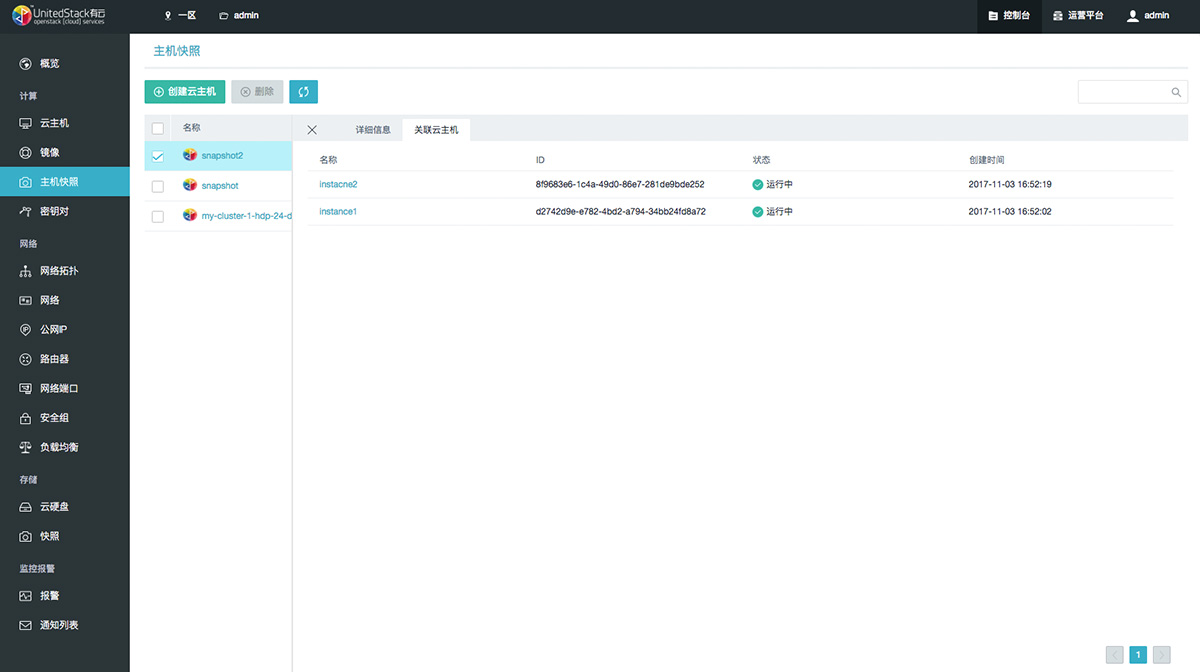 UnitedStack有云
openstack [cloud] services
一区
admin
控制台
运营平台
admin
概览
计算
云主机
镜像
主机快照
密钥对
网络
网络拓扑
网络
公网IP
路由器
网络端口
安全组
负载均衡
存储
云硬盘
快照
监控报警
报警
通知列表
主机快照
创建云主机
删除
名称
snapshot2
snapshot
my-cluster-1-hdp-24-d
详细信息
关联云主机
名称 ID 状态 创建时间
instacne2 8f9683e6-1c4a-49d0-86e7-281de9bde252 运行中 2017-11-03 16:52:19
instance1 d2742d9e-e782-4bd2-a794-34bb24fd8a72 运行中 2017-11-03 16:52:02
1